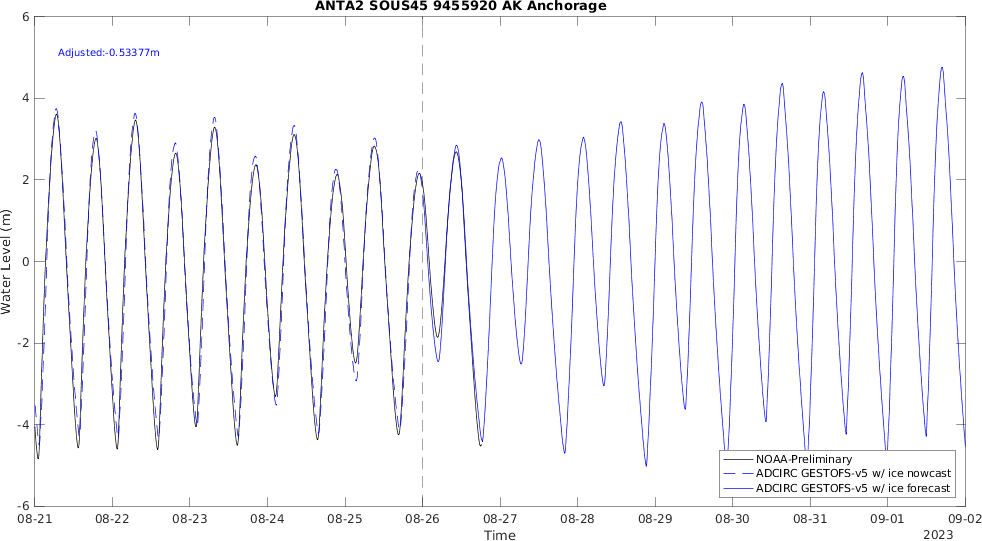 ANTA2 SOUS45 9455920 AK Anchorage
Adjusted:-0.53377m
6
4
2
0
-2
-4
-6
Water Level (m)
NOAA-Preliminary
ADCIRC GESTOFS-v5 w/ ice nowcast
ADCIRC GESTOFS-v5 w/ ice forecast
08-21 08-22 08-23 08-24 08-25 08-26 08-27 08-28 08-29 08-30 08-31 09-01 09-02
Time
2023